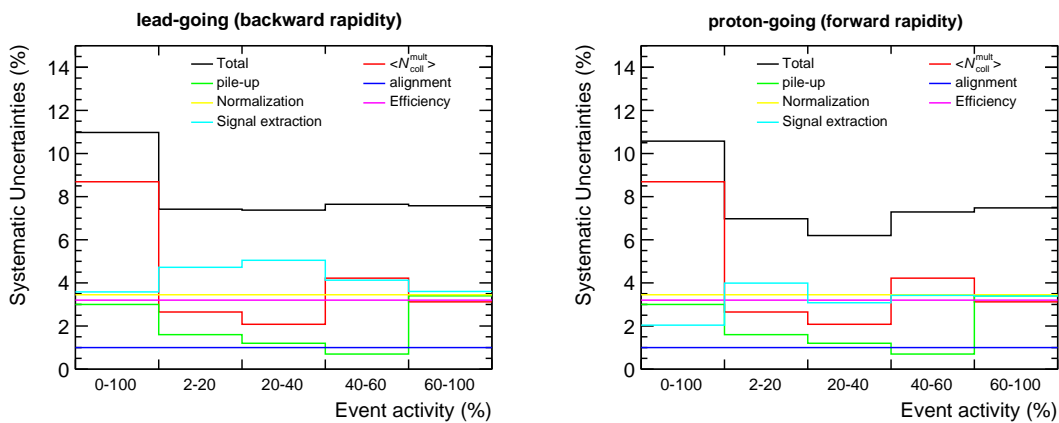 lead-going (backward rapidity)
Systematic Uncertainties (%)
14
12
10
8
6
4
2
0
Total
<N_coll^mult>
pile-up
alignment
Normalization
Efficiency
Signal extraction
0-100 2-20 20-40 40-60 60-100
Event activity (%)
proton-going (forward rapidity)
Systematic Uncertainties (%)
14
12
10
8
6
4
2
0
Total
<N_coll^mult>
pile-up
alignment
Normalization
Efficiency
Signal extraction
0-100 2-20 20-40 40-60 60-100
Event activity (%)